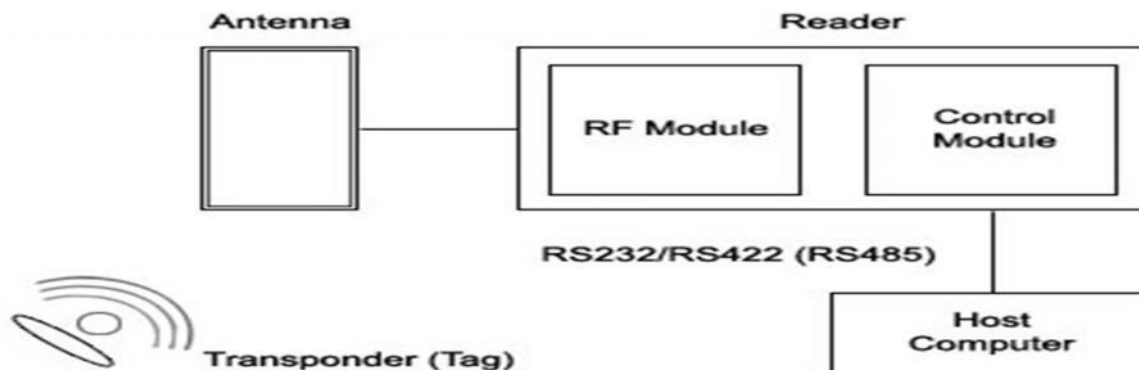 Antenna
Reader
RF Module
Control
Module
RS232/RS422 (RS485)
Host
Computer
Transponder (Tag)